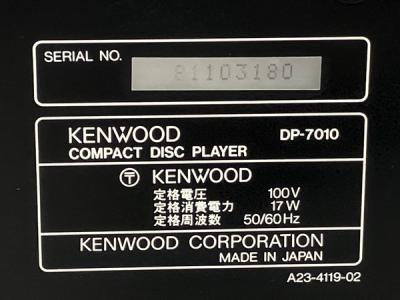 SERIAL NO. 81103180
KENWOOD DP-7010
COMPACT DISC PLAYER
〒 KENWOOD
定格電圧 100V
定格消費電力 17W
定格周波数 50/60Hz
KENWOOD CORPORATION
MADE IN JAPAN
A23-4119-02